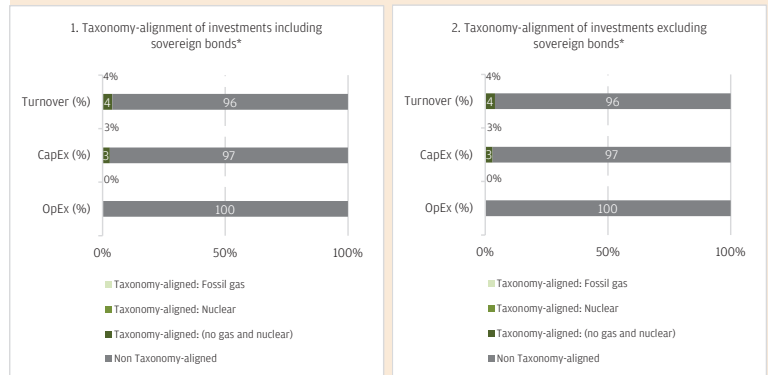 1. Taxonomy-alignment of investments including
sovereign bonds*
4%
Turnover (%)
4
96
3%
CapEx (%)
3
97
0%
OpEx (%)
100
0%
50%
100%
Taxonomy-aligned: Fossil gas
Taxonomy-aligned: Nuclear
Taxonomy-aligned: (no gas and nuclear)
Non Taxonomy-aligned
2. Taxonomy-alignment of investments excluding
sovereign bonds*
4%
Turnover (%)
4
96
3%
CapEx (%)
3
97
0%
OpEx (%)
100
0%
50%
100%
Taxonomy-aligned: Fossil gas
Taxonomy-aligned: Nuclear
Taxonomy-aligned: (no gas and nuclear)
Non Taxonomy-aligned